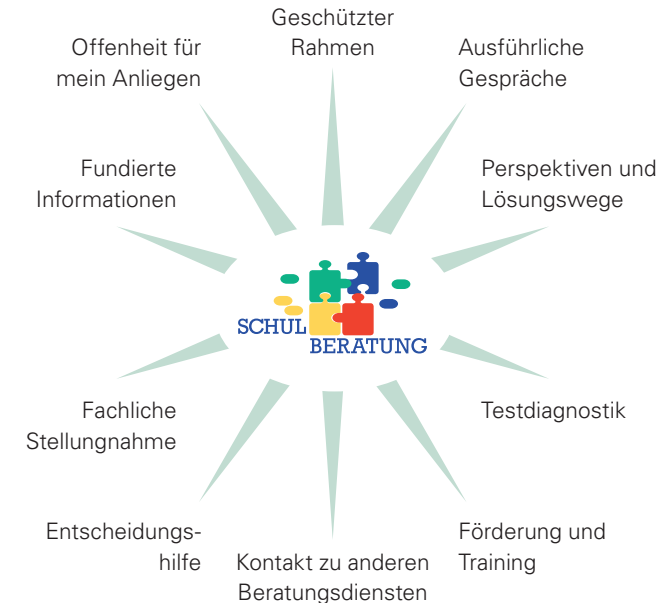 Geschützter
Rahmen
Offenheit für
mein Anliegen
Ausführliche
Gespräche
Fundierte
Informationen
Perspektiven und
Lösungswege
SCHUL
BERATUNG
Fachliche
Stellungnahme
Testdiagnostik
Entscheidungs-
hilfe
Kontakt zu anderen
Beratungsdiensten
Förderung und
Training